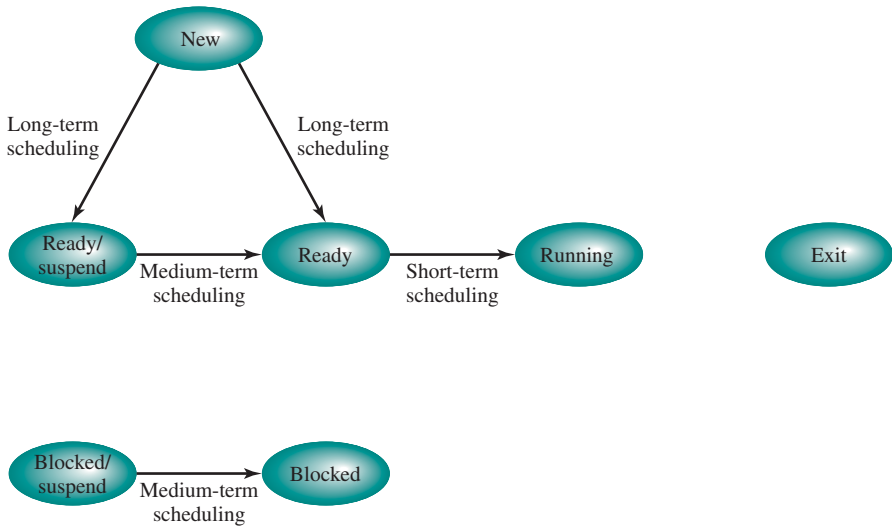 New
Long-term
scheduling
Long-term
scheduling
Ready/
suspend
Medium-term
scheduling
Ready
Short-term
scheduling
Running
Exit
Blocked/
suspend
Medium-term
scheduling
Blocked